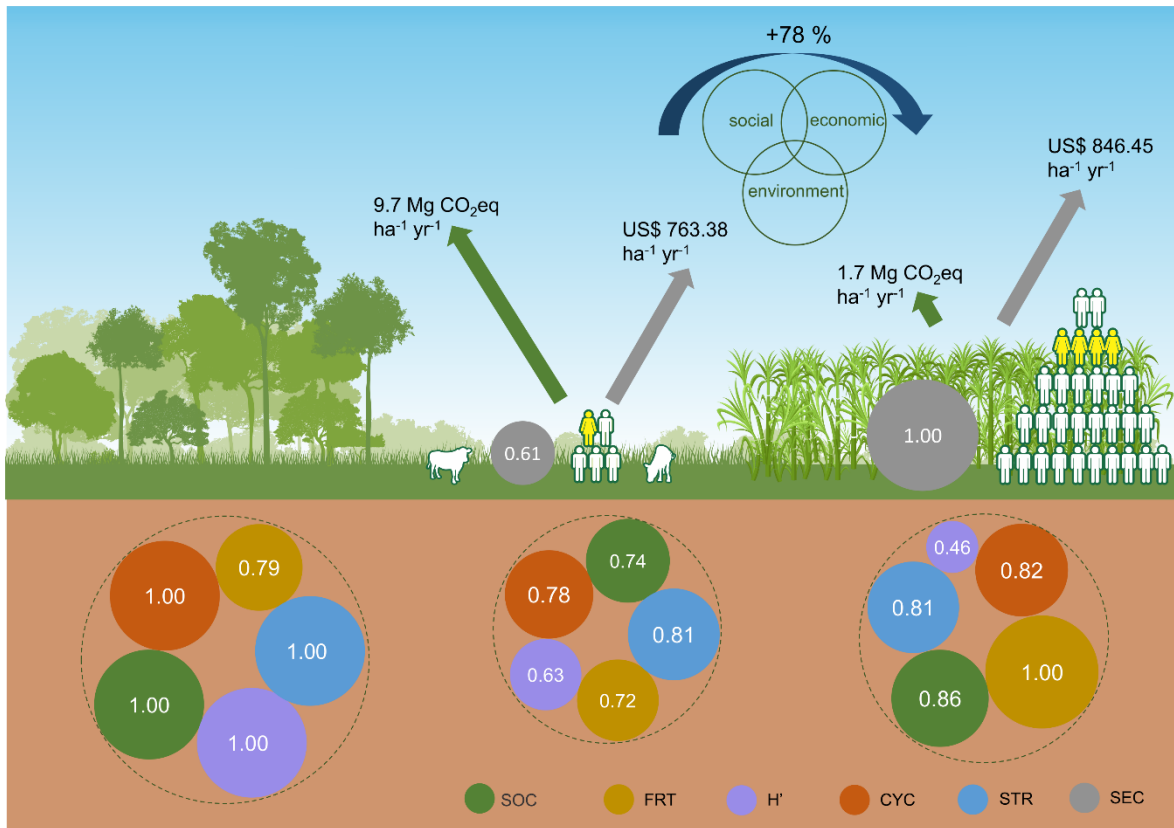 +78 %
social
economic
environment
US$ 846.45
ha⁻¹ yr⁻¹
9.7 Mg CO₂eq
ha⁻¹ yr⁻¹
US$ 763.38
ha⁻¹ yr⁻¹
1.7 Mg CO₂eq
ha⁻¹ yr⁻¹
0.61
1.00
1.00
0.79
1.00
1.00
1.00
0.78
0.74
0.81
0.63
0.72
0.46
0.82
0.81
1.00
0.86
SOC
FRT
H'
CYC
STR
SEC